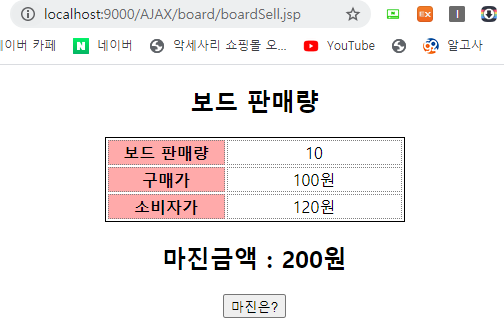 localhost:9000/AJAX/board/boardSell.jsp
이버 카페 네이버 악세사리 쇼핑몰 오... YouTube 알고사
보드 판매량
보드 판매량 10
구매가 100원
소비자가 120원
마진금액 : 200원
마진은?